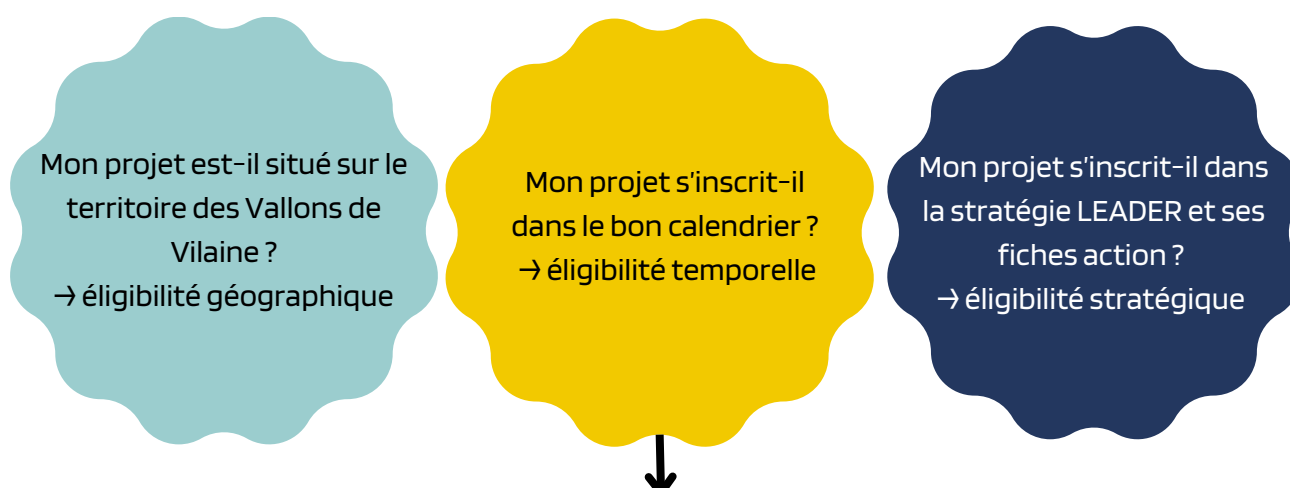 Mon projet est-il situé sur le
territoire des Vallons de
Vilaine ?
→ éligibilité géographique
Mon projet s'inscrit-il
dans le bon calendrier ?
→ éligibilité temporelle
Mon projet s'inscrit-il dans
la stratégie LEADER et ses
fiches action ?
→ éligibilité stratégique